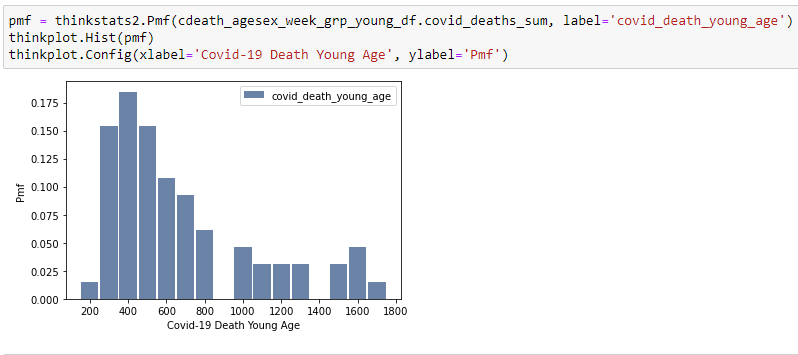 pmf = thinkstats2.Pmf(cdeath_agesex_week_grp_young_df.covid_deaths_sum, label='covid_death_young_age')
thinkplot.Hist(pmf)
thinkplot.Config(xlabel='Covid-19 Death Young Age', ylabel='Pmf')
covid_death_young_age
0.175
0.150
0.125
0.100
0.075
0.050
0.025
0.000
Pmf
200 400 600 800 1000 1200 1400 1600 1800
Covid-19 Death Young Age